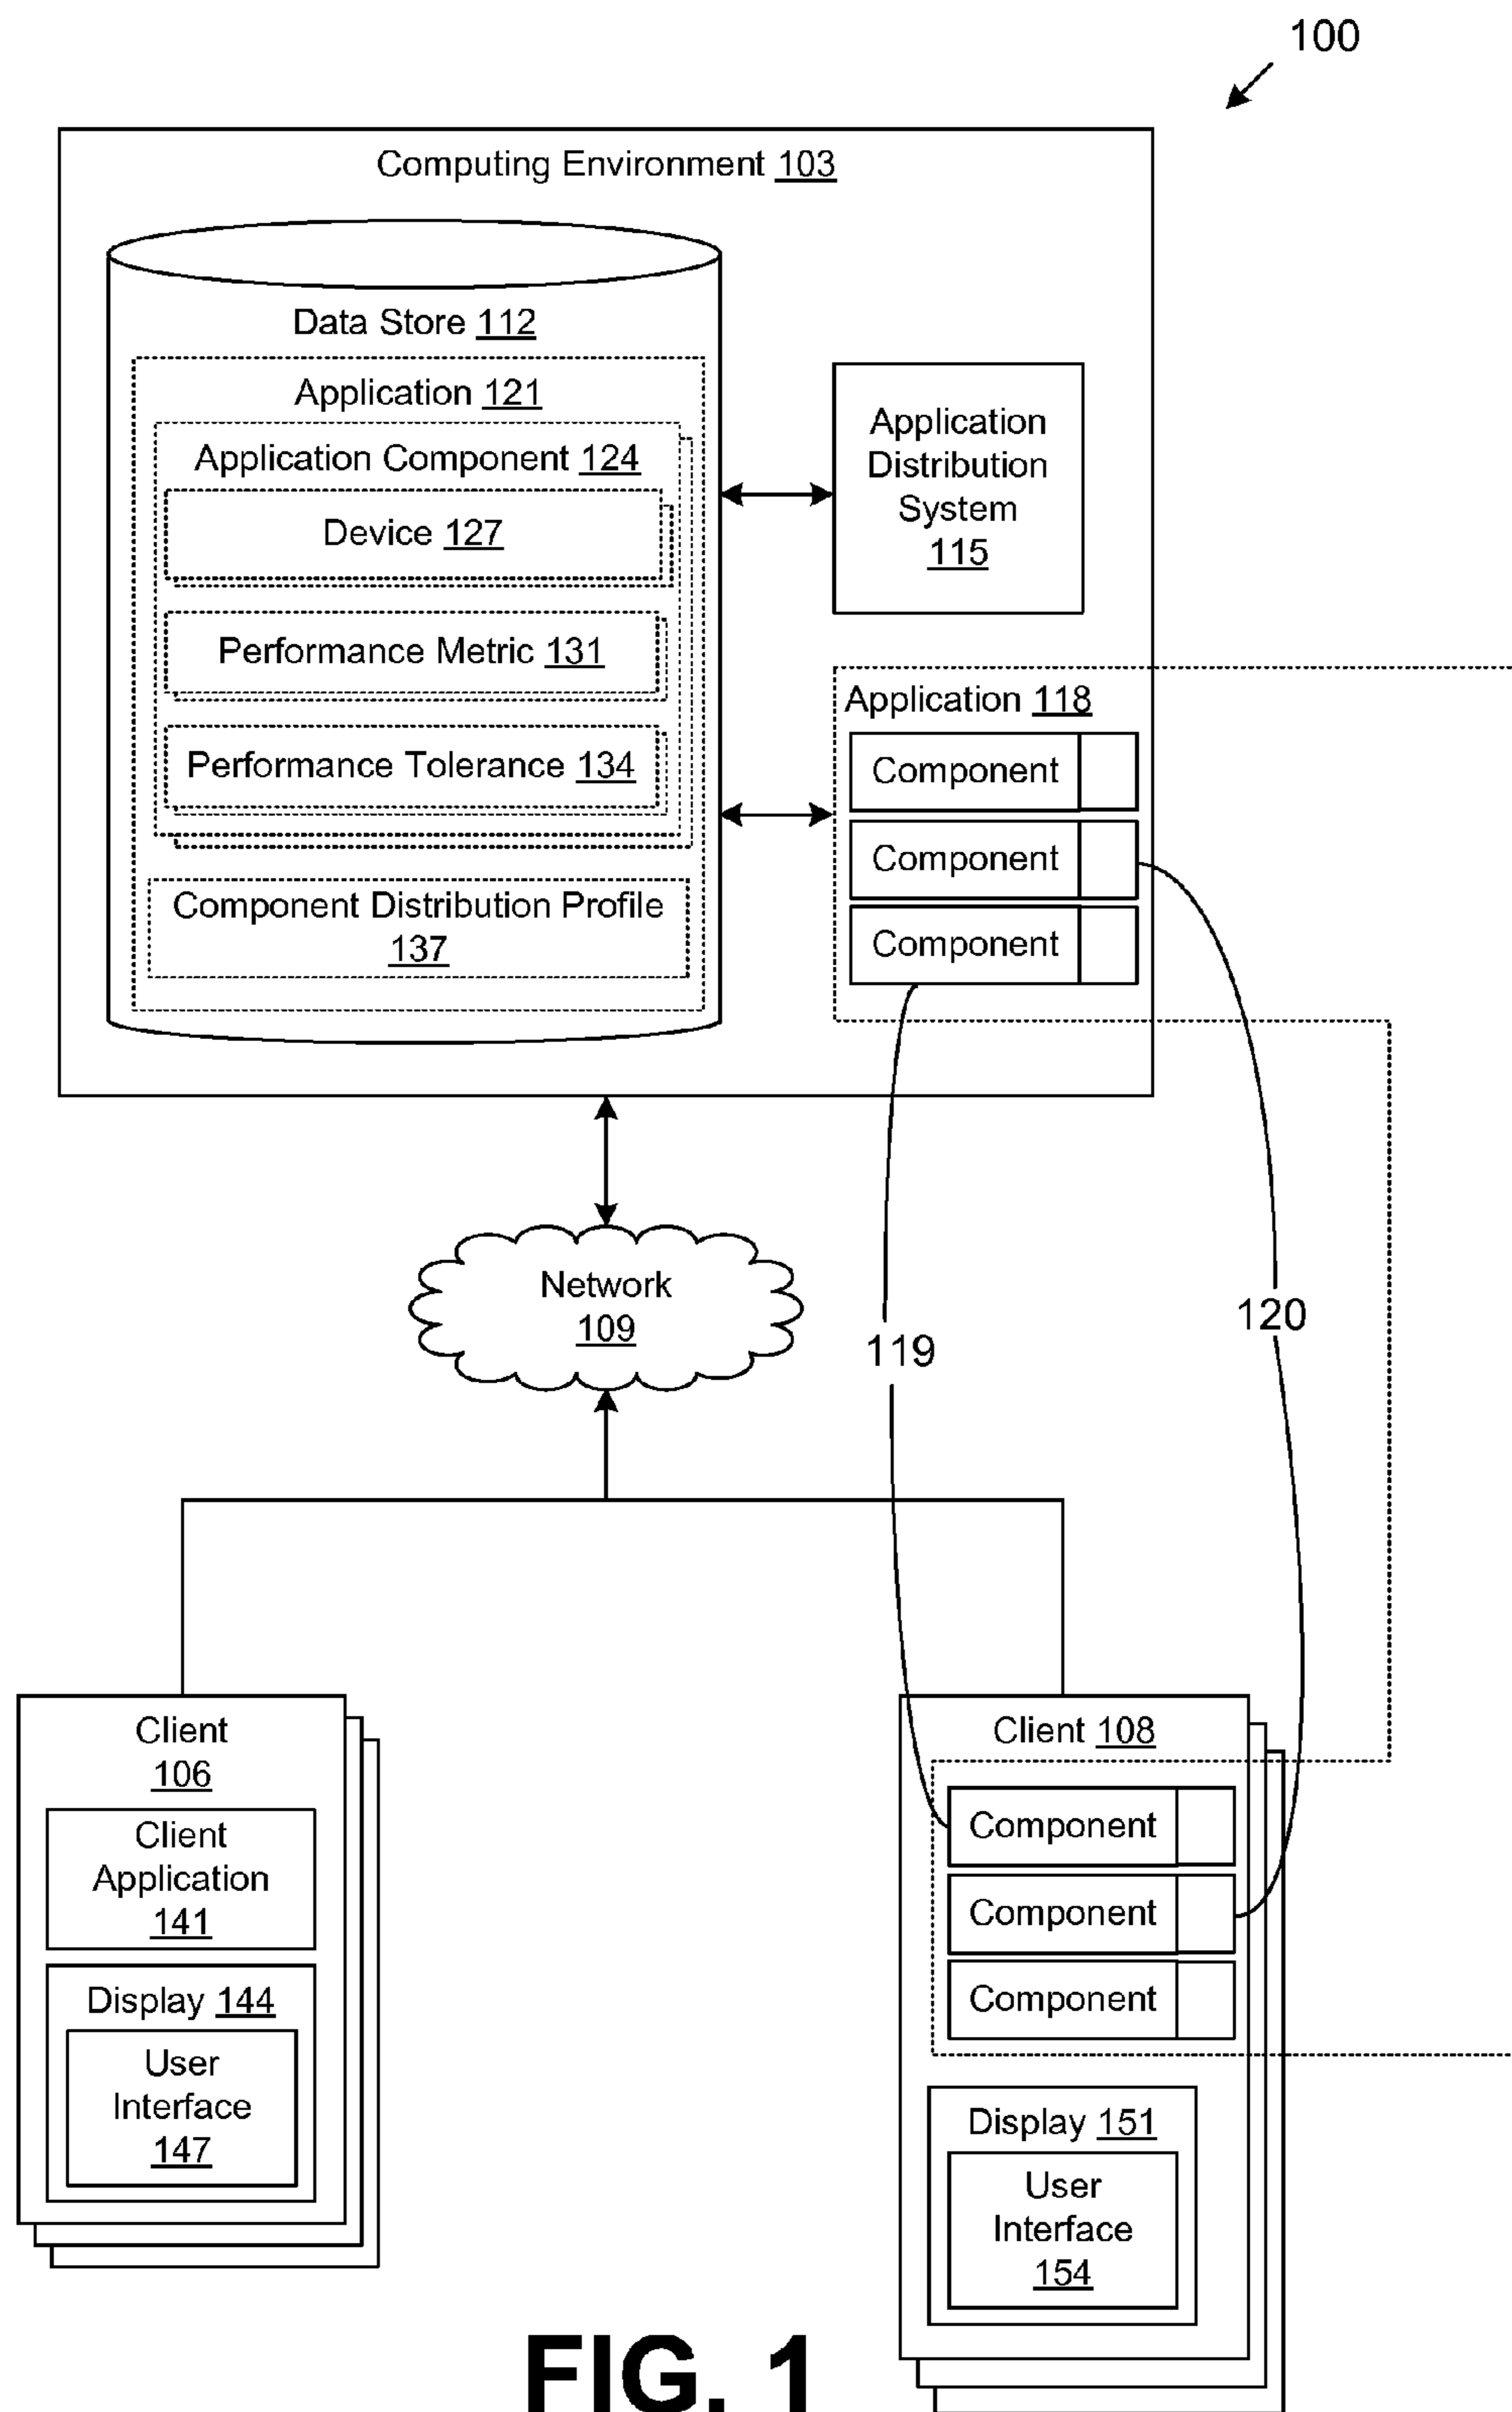 100
Computing Environment 103
Data Store 112
Application 121
Application Component 124
Device 127
Performance Metric 131
Performance Tolerance 134
Component Distribution Profile
137
Application
Distribution
System
115
Application 118
Component
Component
Component
Network
109
119
120
Client
106
Client
Application
141
Display 144
User
Interface
147
Client 108
Component
Component
Component
Display 151
User
Interface
154
FIG. 1